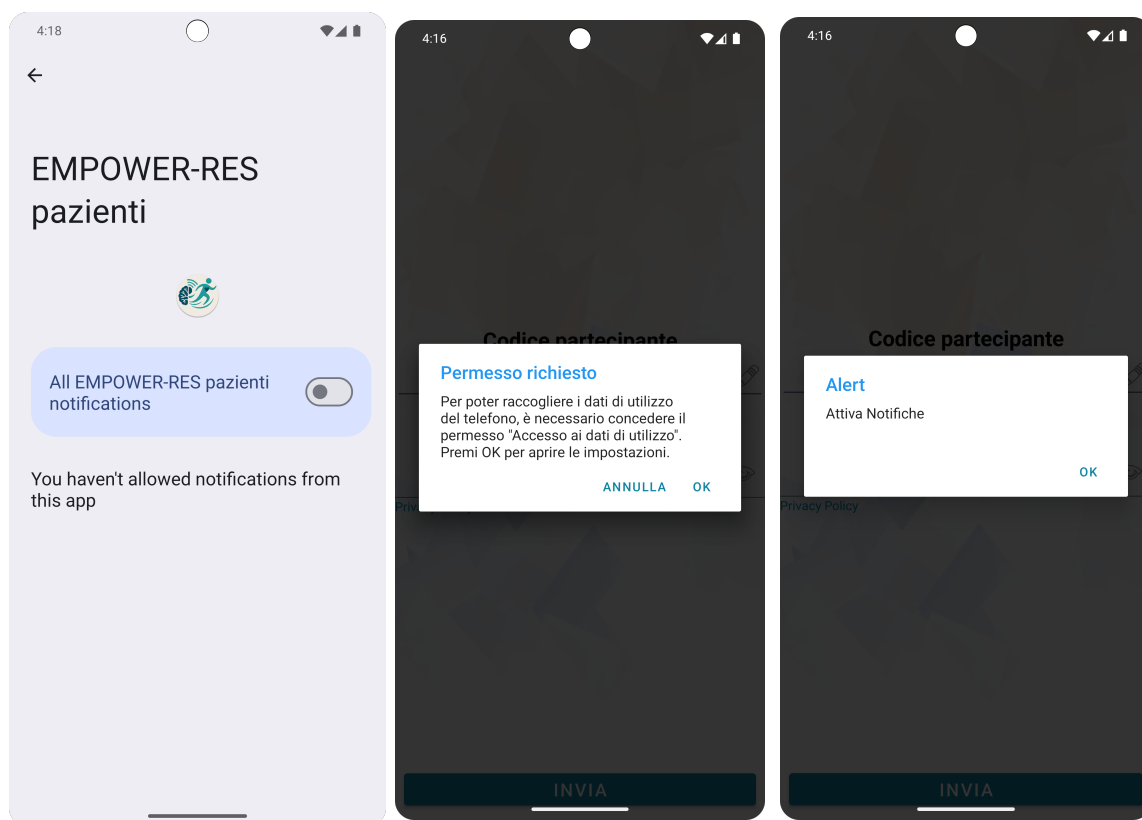 4:18
EMPOWER-RES
pazienti
All EMPOWER-RES pazienti
notifications
You haven't allowed notifications from
this app
4:16
Codice partecipante
Permesso richiesto
Per poter raccogliere i dati di utilizzo
del telefono, è necessario concedere il
permesso "Accesso ai dati di utilizzo".
Premi OK per aprire le impostazioni.
ANNULLA OK
INVIA
4:16
Codice partecipante
Alert
Attiva Notifiche
OK
Privacy Policy
INVIA